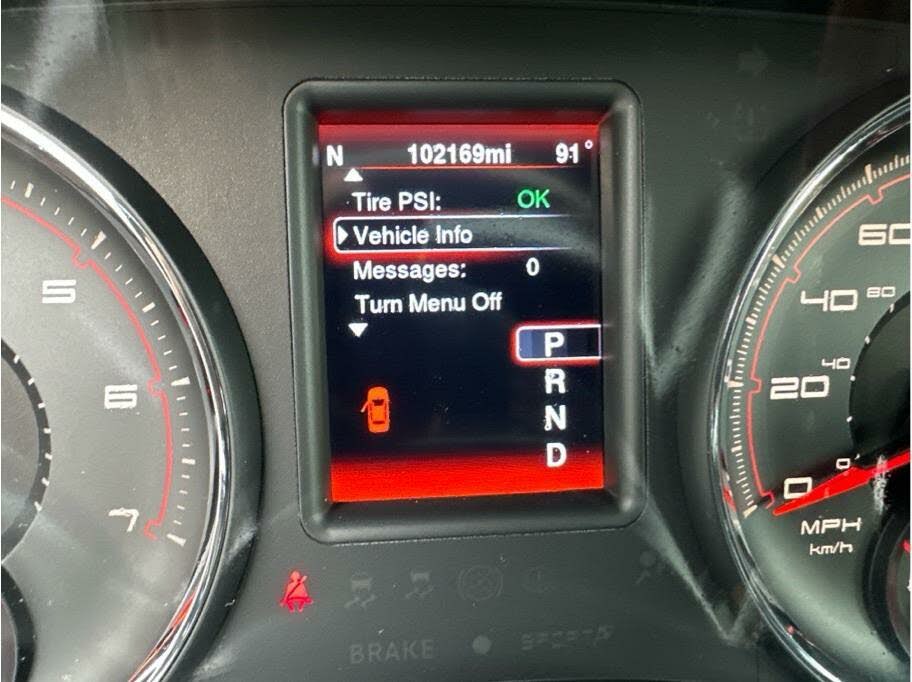 N 102169mi 91°
Tire PSI: OK
Vehicle Info
Messages: 0
Turn Menu Off
P
R
N
D
5
6
7
60
40 80
20 40
0 0
MPH
km/h
BRAKE